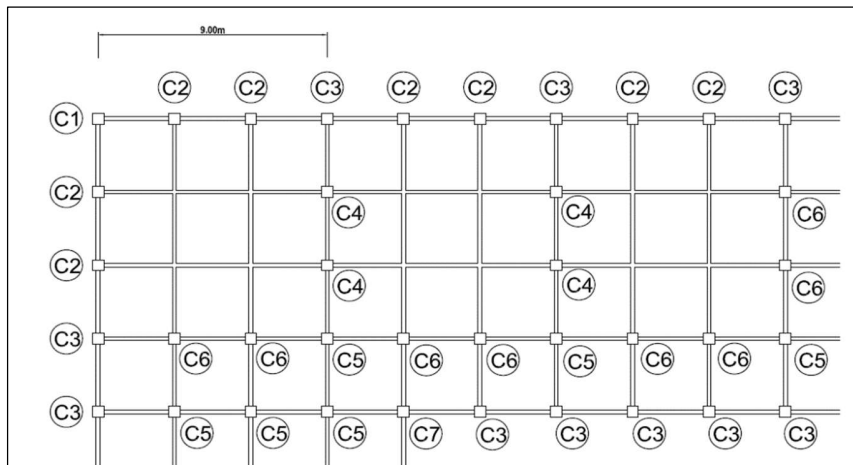 9.00m
C2 C2 C3 C2 C2 C3 C2 C2 C3
C1
C2
C4 C4 C6
C2
C4 C4 C6
C3
C6 C6 C5 C6 C6 C5 C6 C6 C5
C3
C5 C5 C5 C7 C3 C3 C3 C3 C3